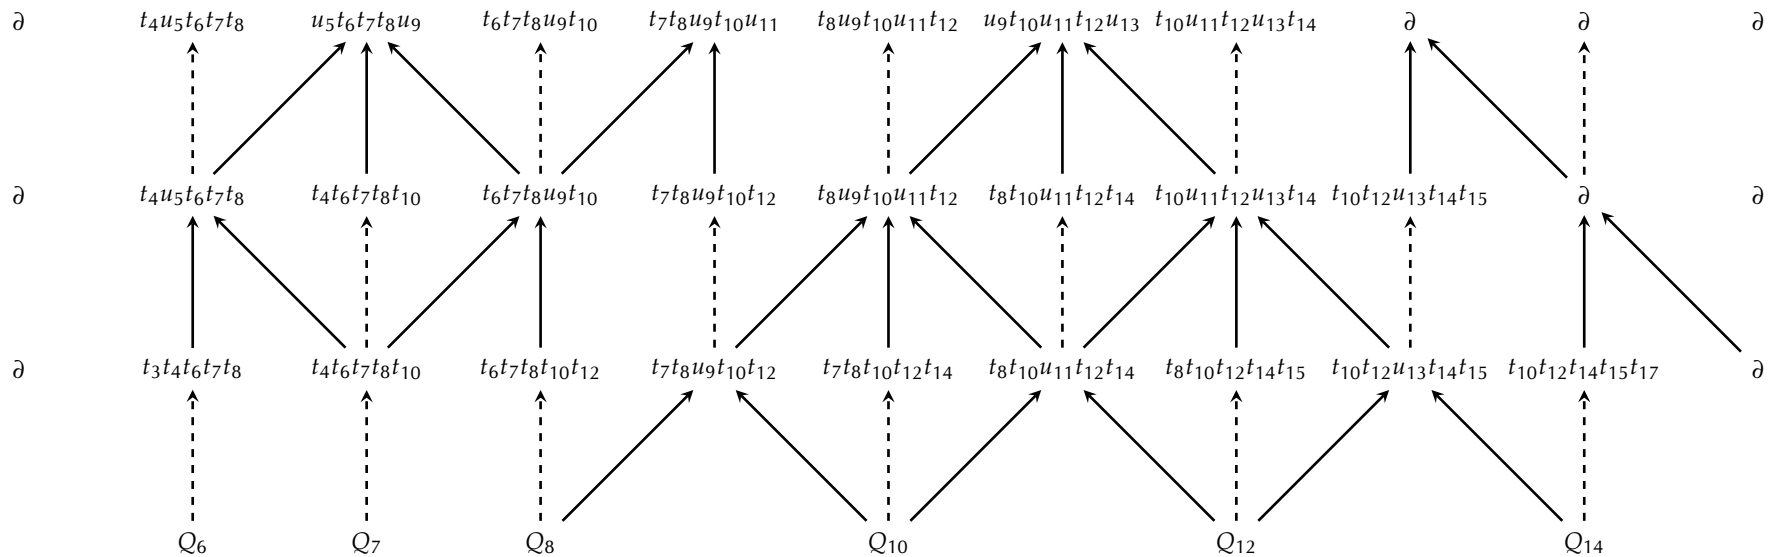 ∂ t₄u₅t₆t₇t₈ u₅t₆t₇t₈u₉ t₆t₇t₈u₉t₁₀ t₇t₈u₉t₁₀u₁₁ t₈u₉t₁₀u₁₁t₁₂ u₉t₁₀u₁₁t₁₂u₁₃ t₁₀u₁₁t₁₂u₁₃t₁₄ ∂ ∂ ∂
∂ t₄u₅t₆t₇t₈ t₄t₆t₇t₈t₁₀ t₆t₇t₈u₉t₁₀ t₇t₈u₉t₁₀t₁₂ t₈u₉t₁₀u₁₁t₁₂ t₈t₁₀u₁₁t₁₂t₁₄ t₁₀u₁₁t₁₂u₁₃t₁₄ t₁₀t₁₂u₁₃t₁₄t₁₅ ∂ ∂
∂ t₃t₄t₆t₇t₈ t₄t₆t₇t₈t₁₀ t₆t₇t₈t₁₀t₁₂ t₇t₈u₉t₁₀t₁₂ t₇t₈t₁₀t₁₂t₁₄ t₈t₁₀u₁₁t₁₂t₁₄ t₈t₁₀t₁₂t₁₄t₁₅ t₁₀t₁₂u₁₃t₁₄t₁₅ t₁₀t₁₂t₁₄t₁₅t₁₇ ∂
Q₆ Q₇ Q₈ Q₁₀ Q₁₂ Q₁₄